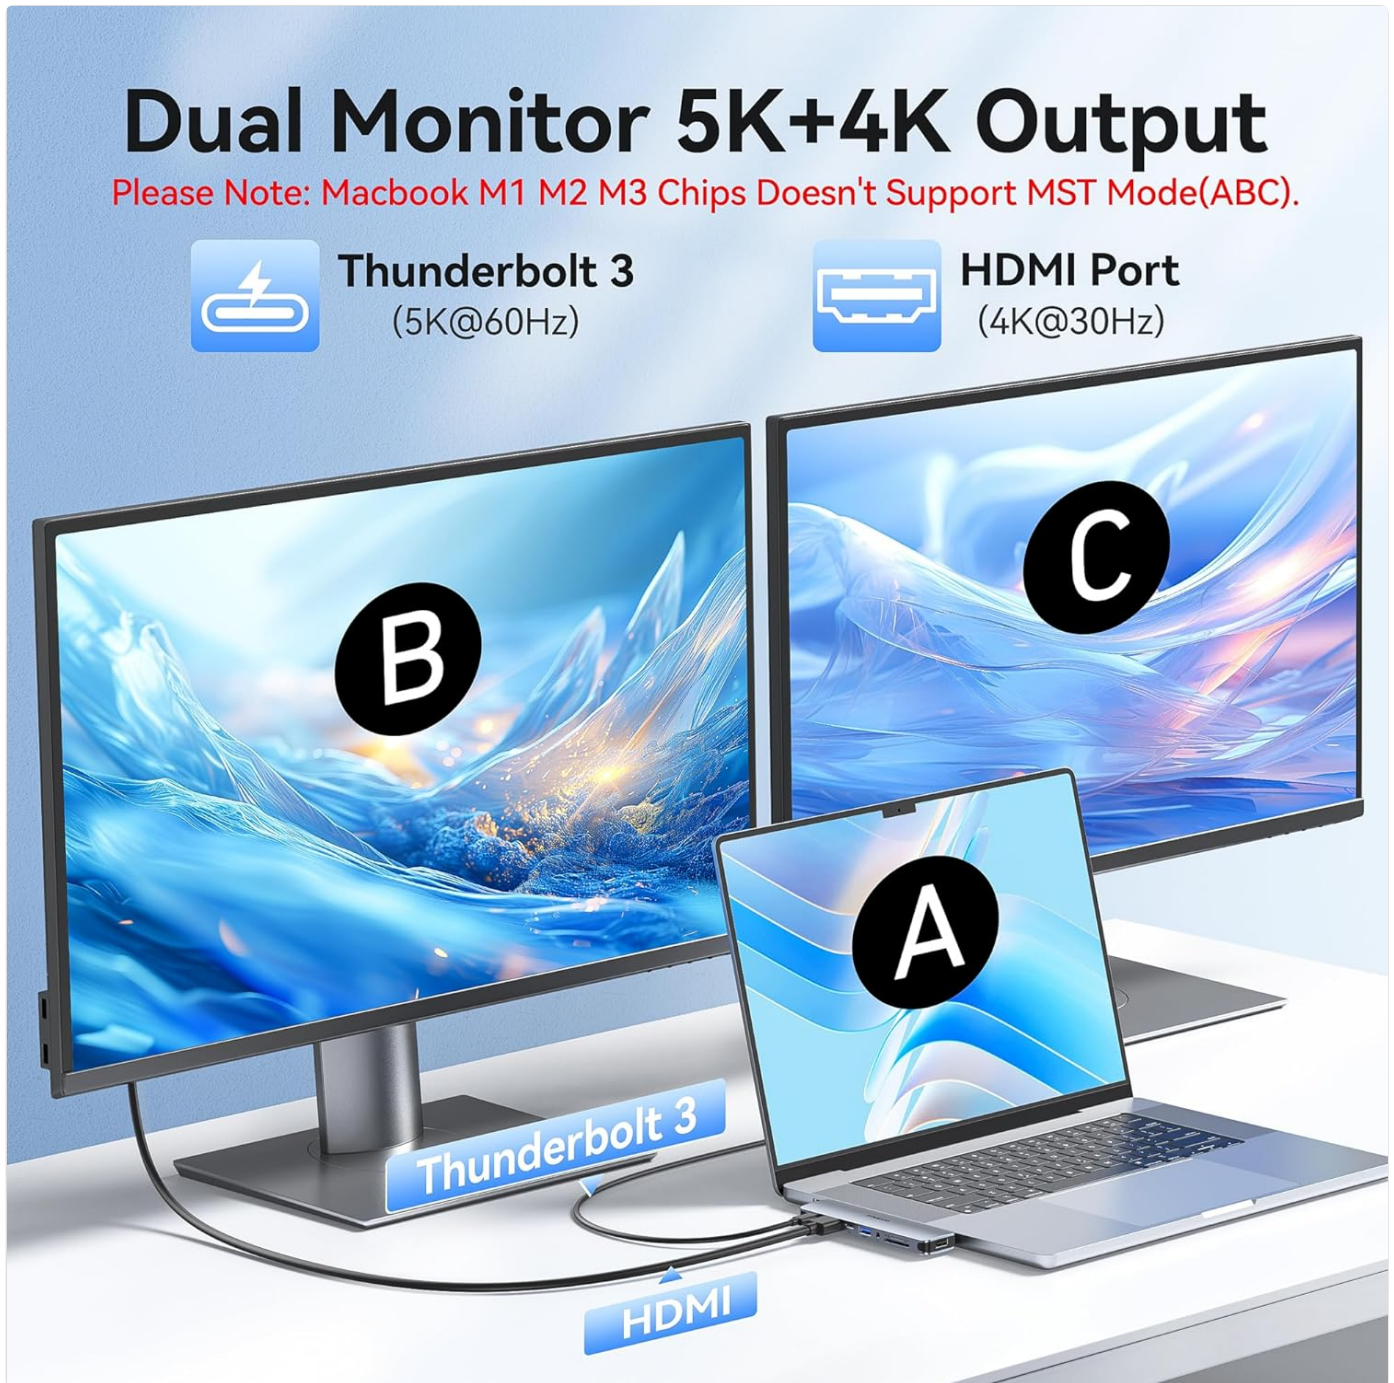 Dual Monitor 5K+4K Output
Please Note: Macbook M1 M2 M3 Chips Doesn't Support MST Mode(ABC).
Thunderbolt 3
(5K@60Hz)
HDMI Port
(4K@30Hz)
B
C
A
Thunderbolt 3
HDMI